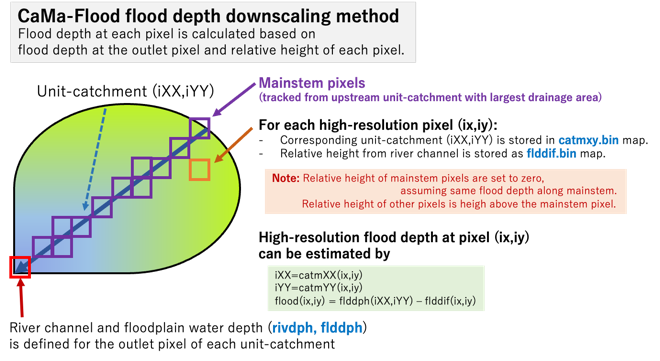 CaMa-Flood flood depth downscaling method
Flood depth at each pixel is calculated based on
flood depth at the outlet pixel and relative height of each pixel.
Unit-catchment (iXX,iYY)
Mainstem pixels
(tracked from upstream unit-catchment with largest drainage area)
For each high-resolution pixel (ix,iy):
- Corresponding unit-catchment (iXX,iYY) is stored in catmxy.bin map.
- Relative height from river channel is stored as flddif.bin map.
Note: Relative height of mainstem pixels are set to zero,
assuming same flood depth along mainstem.
Relative height of other pixels is heigh above the mainstem pixel.
High-resolution flood depth at pixel (ix,iy)
can be estimated by
iXX=catmXX(ix,iy)
iYY=catmYY(ix,iy)
flood(ix,iy) = flddph(iXX,iYY) – flddif(ix,iy)
River channel and floodplain water depth (rivdph, flddph)
is defined for the outlet pixel of each unit-catchment